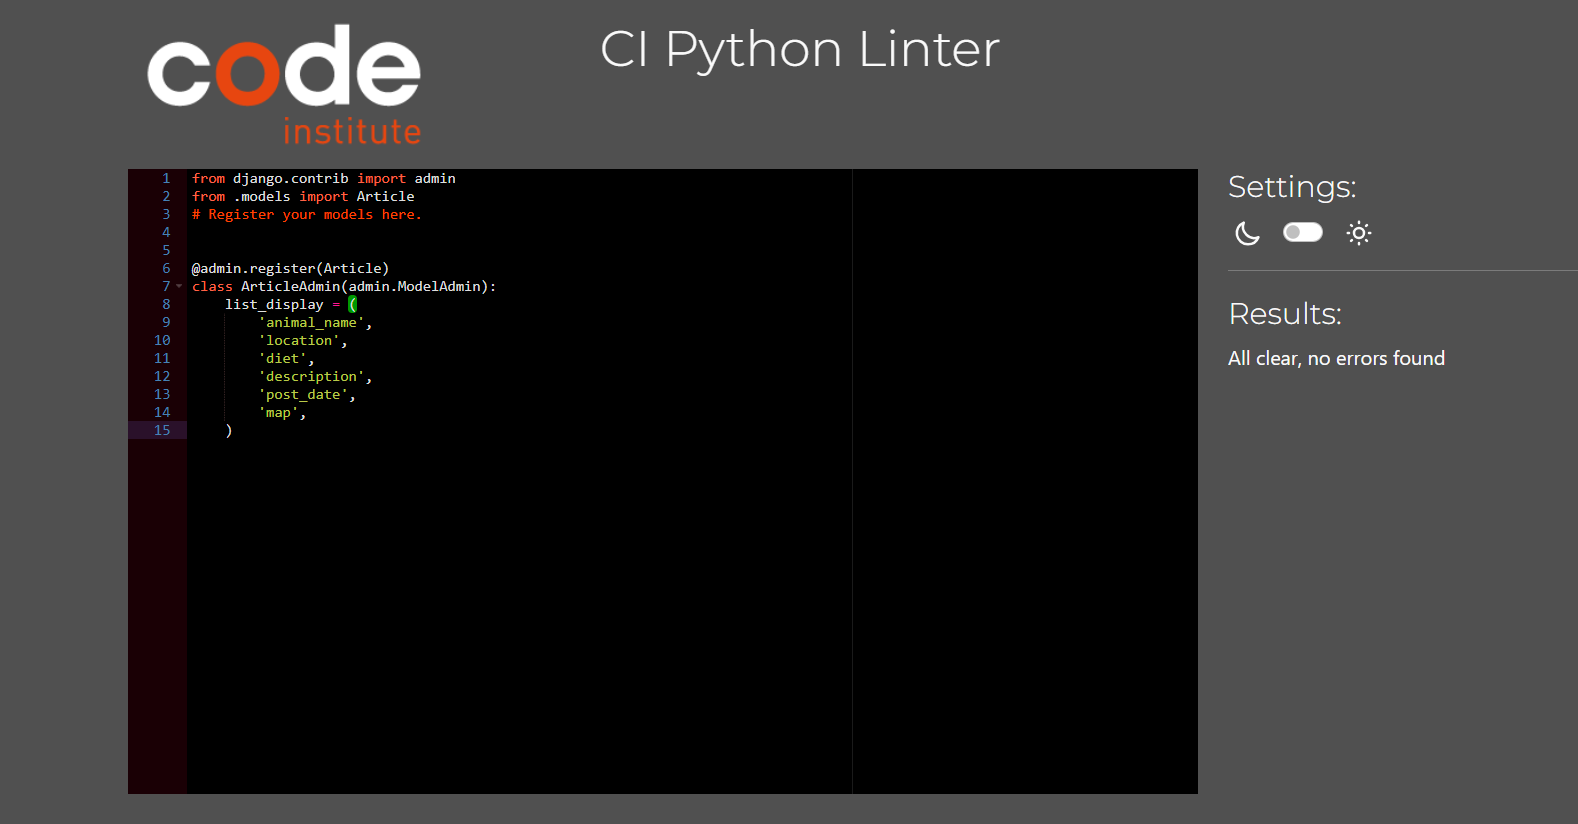 code
institute
CI Python Linter
1 from django.contrib import admin
2 from .models import Article
3 # Register your models here.
4
5
6 @admin.register(Article)
7 class ArticleAdmin(admin.ModelAdmin):
8     list_display = (
9         'animal_name',
10         'location',
11         'diet',
12         'description',
13         'post_date',
14         'map',
15     )
Settings:
Results:
All clear, no errors found